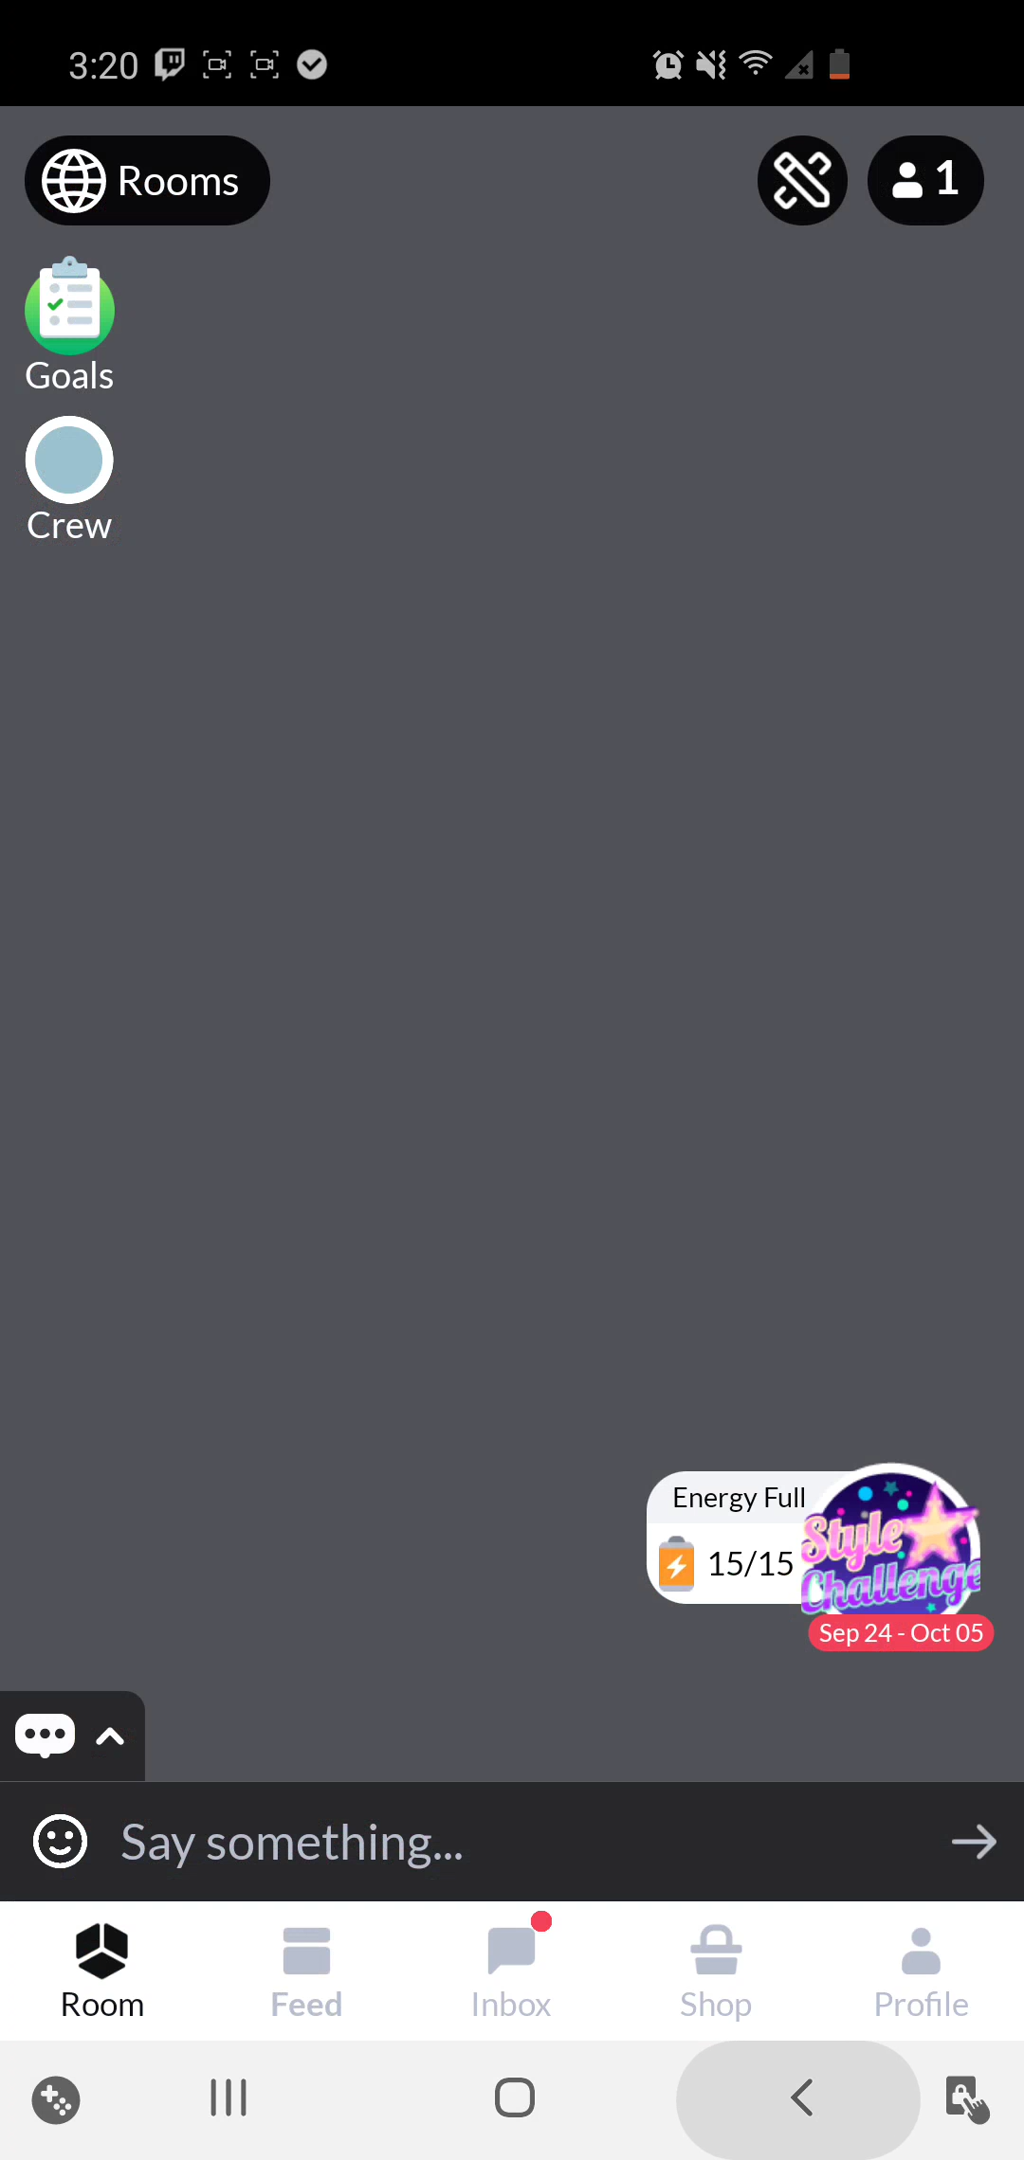 3:20
Rooms
1
Goals
Crew
Energy Full
15/15
Style
Challenge
Sep 24 - Oct 05
Say something...
Room
Feed
Inbox
Shop
Profile